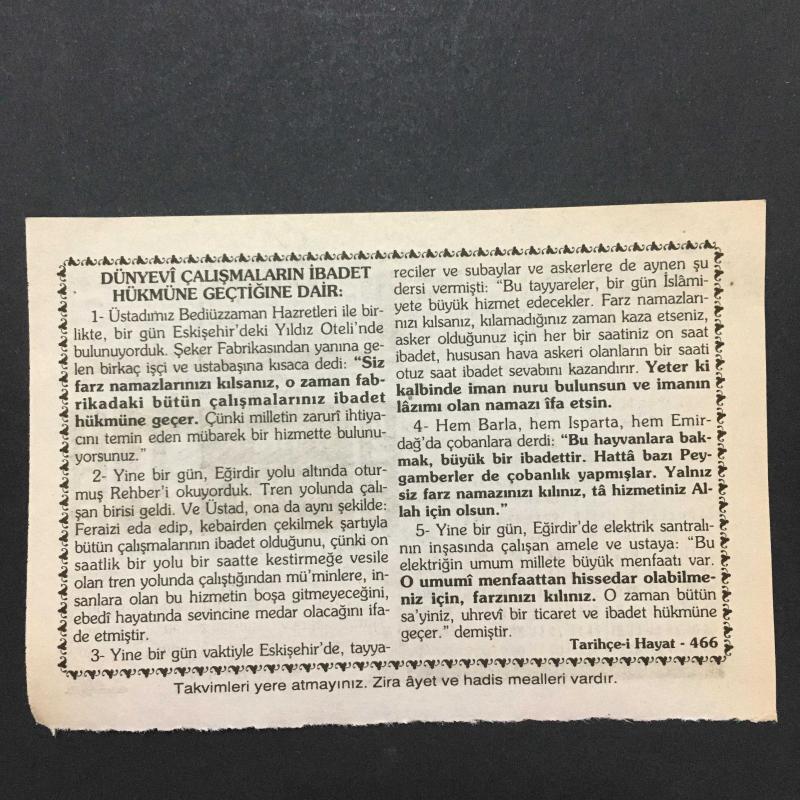 DÜNYEVÎ ÇALIŞMALARIN İBADET
HÜKMÜNE GEÇTİĞİNE DAİR:
1- Üstadımız Bediüzzaman Hazretleri ile bir-
likte, bir gün Eskişehir'deki Yıldız Oteli'nde
bulunuyorduk. Şeker Fabrikasından yanına ge-
len birkaç işçi ve ustabaşına kısaca dedi: “Siz
farz namazlarınızı kılsanız, o zaman fab-
rikadaki bütün çalışmalarınız ibadet
hükmüne geçer. Çünki milletin zarurî ihtiya-
cını temin eden mübarek bir hizmette bulunu-
yorsunuz.”
2- Yine bir gün, Eğirdir yolu altında otur-
muş Rehber'i okuyorduk. Tren yolunda çalı-
şan birisi geldi. Ve Üstad, ona da aynı şekilde:
Feraizi eda edip, kebairden çekilmek şartıyla
bütün çalışmalarının ibadet olduğunu, çünki on
saatlik bir yolu bir saatte kestirmeğe vesile
olan tren yolunda çalıştığından mü'minlere, in-
sanlara olan bu hizmetin boşa gitmeyeceğini,
ebedî hayatında sevincine medar olacağını ifa-
de etmiştir.
3- Yine bir gün vaktiyle Eskişehir'de, tayya-
reciler ve subaylar ve askerlere de aynen şu
dersi vermişti: “Bu tayyareler, bir gün İslâmi-
yete büyük hizmet edecekler. Farz namazları-
nızı kılsanız, kılamadığınız zaman kaza etseniz,
asker olduğunuz için her bir saatiniz on saat
ibadet, hususan hava askeri olanların bir saati
otuz saat ibadet sevabını kazandırır. Yeter ki
kalbinde iman nuru bulunsun ve imanın
lâzımı olan namazı îfa etsin.
4- Hem Barla, hem Isparta, hem Emir-
dağ'da çobanlara derdi: “Bu hayvanlara bak-
mak, büyük bir ibadettir. Hattâ bazı Pey-
gamberler de çobanlık yapmışlar. Yalnız
siz farz namazınızı kılınız, tâ hizmetiniz Al-
lah için olsun.”
5- Yine bir gün, Eğirdir'de elektrik santralı-
nın inşasında çalışan amele ve ustaya: “Bu
elektriğin umum millete büyük menfaatı var.
O umumî menfaattan hissedar olabilme-
niz için, farzınızı kılınız. O zaman bütün
sa'yiniz, uhrevî bir ticaret ve ibadet hükmüne
geçer.” demiştir.
Tarihçe-i Hayat - 466
Takvimleri yere atmayınız. Zira âyet ve hadis mealleri vardır.